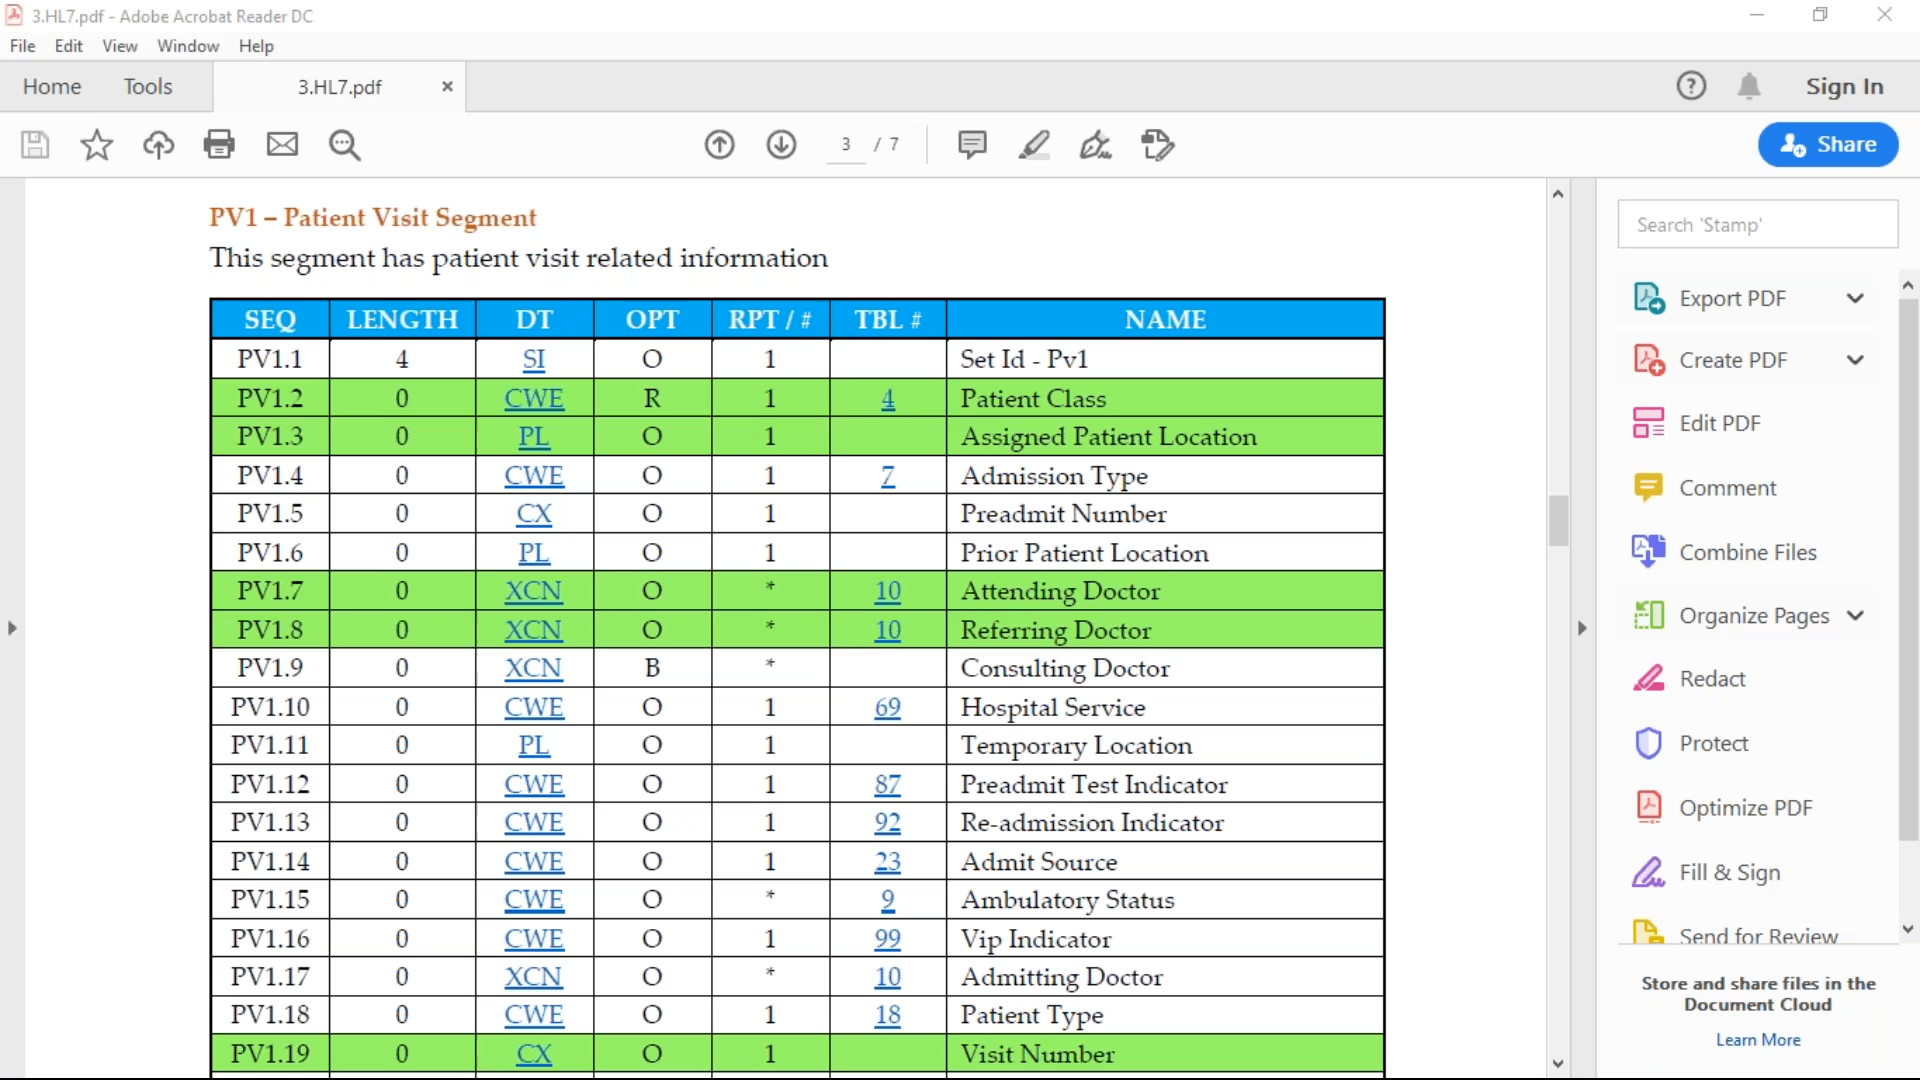 3.HL7.pdf - Adobe Acrobat Reader DC
File Edit View Window Help
Home Tools 3.HL7.pdf × Sign In
3 / 7 Share
PV1 – Patient Visit Segment
This segment has patient visit related information
SEQ LENGTH DT OPT RPT / # TBL # NAME
PV1.1 4 SI O 1 Set Id - Pv1
PV1.2 0 CWE R 1 4 Patient Class
PV1.3 0 PL O 1 Assigned Patient Location
PV1.4 0 CWE O 1 7 Admission Type
PV1.5 0 CX O 1 Preadmit Number
PV1.6 0 PL O 1 Prior Patient Location
PV1.7 0 XCN O * 10 Attending Doctor
PV1.8 0 XCN O * 10 Referring Doctor
PV1.9 0 XCN B * Consulting Doctor
PV1.10 0 CWE O 1 69 Hospital Service
PV1.11 0 PL O 1 Temporary Location
PV1.12 0 CWE O 1 87 Preadmit Test Indicator
PV1.13 0 CWE O 1 92 Re-admission Indicator
PV1.14 0 CWE O 1 23 Admit Source
PV1.15 0 CWE O * 9 Ambulatory Status
PV1.16 0 CWE O 1 99 Vip Indicator
PV1.17 0 XCN O * 10 Admitting Doctor
PV1.18 0 CWE O 1 18 Patient Type
PV1.19 0 CX O 1 Visit Number
Search 'Stamp'
Export PDF
Create PDF
Edit PDF
Comment
Combine Files
Organize Pages
Redact
Protect
Optimize PDF
Fill & Sign
Send for Review
Store and share files in the
Document Cloud
Learn More